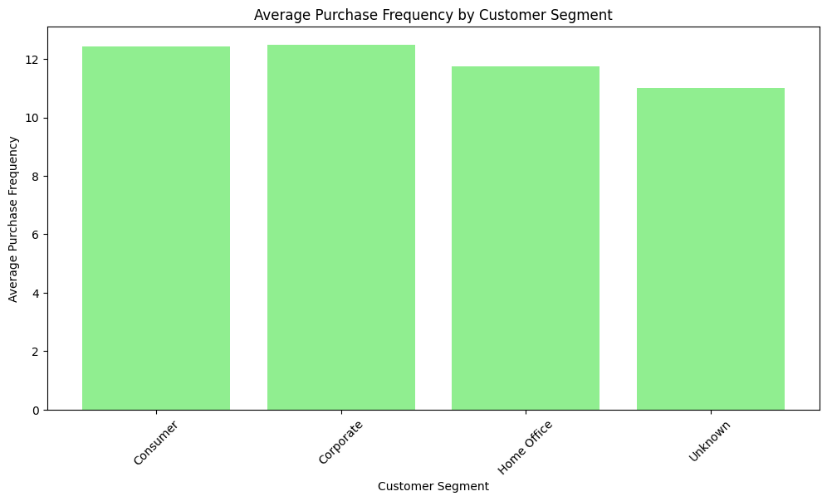 Average Purchase Frequency by Customer Segment
Average Purchase Frequency
12
10
8
6
4
2
0
Consumer
Corporate
Home Office
Unknown
Customer Segment